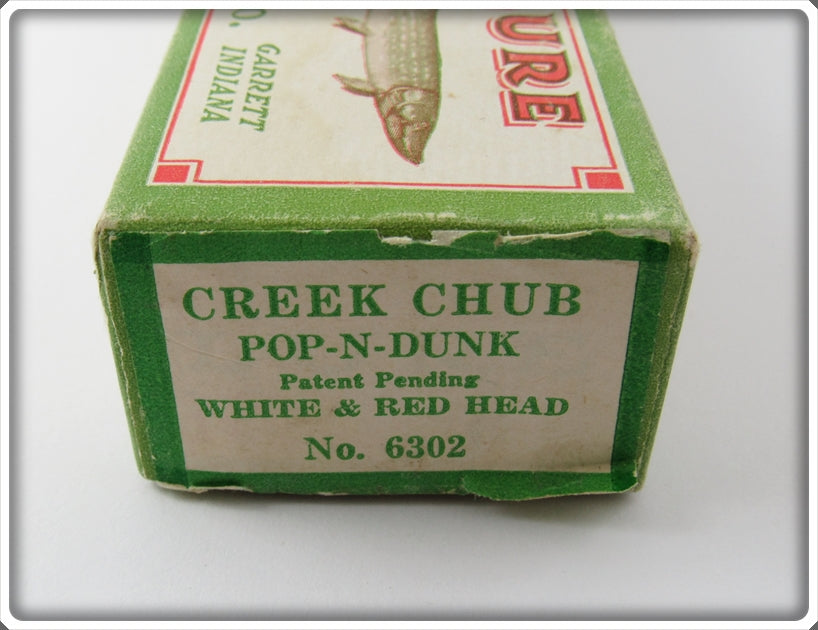 URE
O.
GARRETT
INDIANA
CREEK CHUB
POP-N-DUNK
Patent Pending
WHITE & RED HEAD
No. 6302